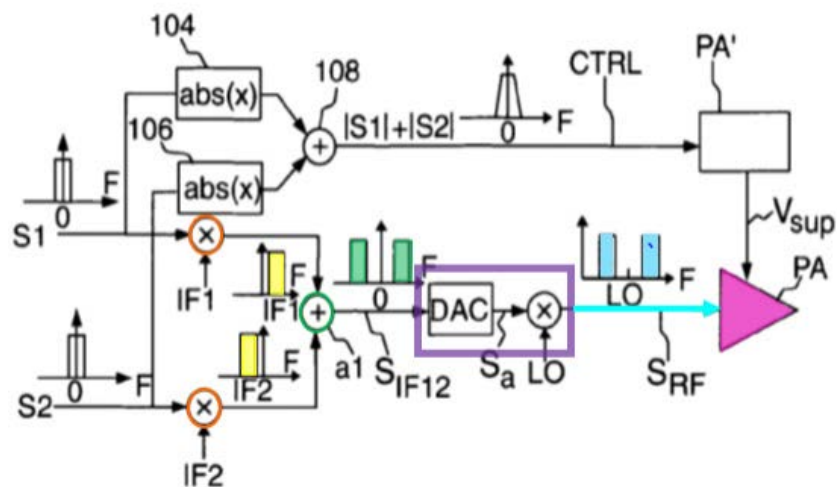 104
abs(x)
108
|S1|+|S2|
0
F
CTRL
PA'
106
abs(x)
+
F
0
S1
×
IF1
F
IF1
F
0
Vsup
F
LO
PA
DAC
×
LO
Sa
SRF
+
a1
SIF12
F
0
S2
F
IF2
×
IF2